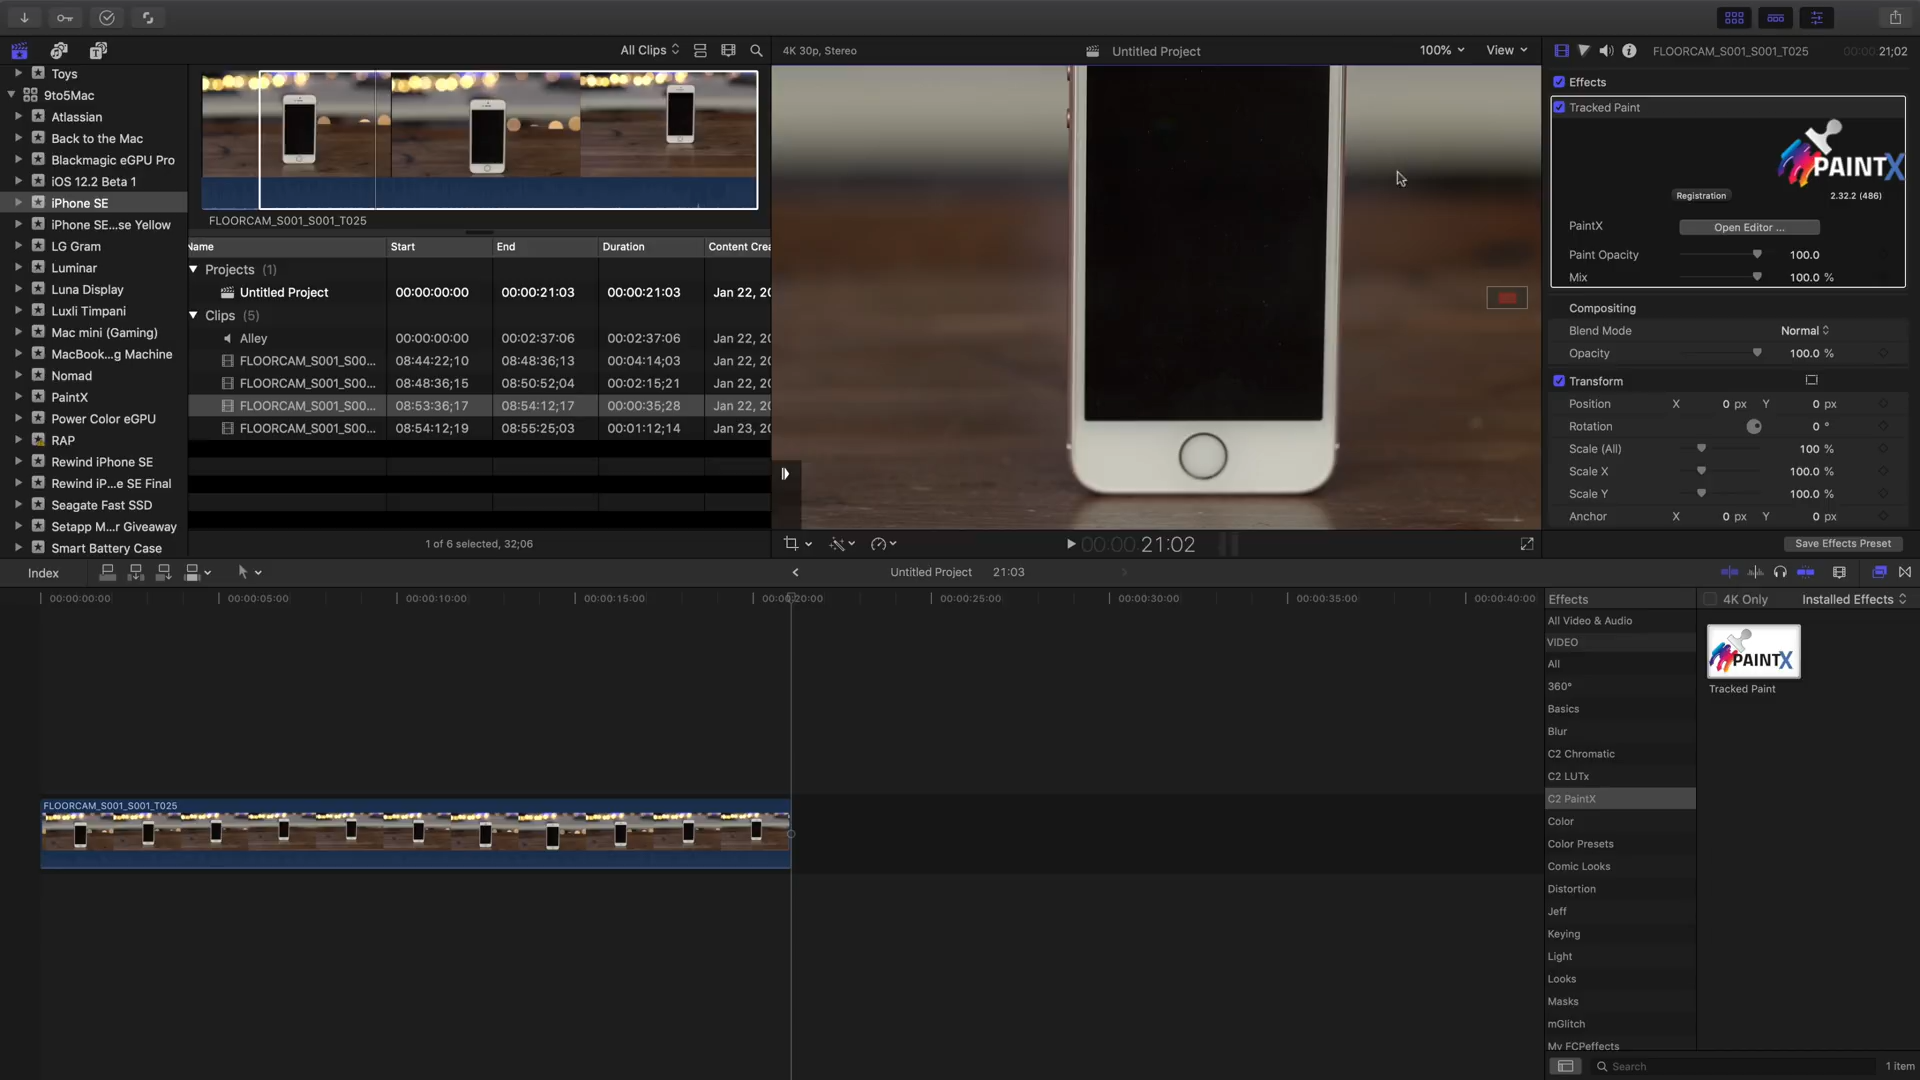 All Clips
4K 30p, Stereo
Untitled Project
100%
View
FLOORCAM_S001_S001_T025
21;02
Toys
9to5Mac
Atlassian
Back to the Mac
Blackmagic eGPU Pro
iOS 12.2 Beta 1
iPhone SE
iPhone SE...se Yellow
LG Gram
Luminar
Luna Display
Luxli Timpani
Mac mini (Gaming)
MacBook...g Machine
Nomad
PaintX
Power Color eGPU
RAP
Rewind iPhone SE
Rewind iP...e SE Final
Seagate Fast SSD
Setapp M...r Giveaway
Smart Battery Case
FLOORCAM_S001_S001_T025
Name Start End Duration Content Crea
Projects (1)
Untitled Project 00:00:00:00 00:00:21:03 00:00:21:03 Jan 22, 20
Clips (5)
Alley 00:00:00:00 00:02:37:06 00:02:37:06 Jan 22, 20
FLOORCAM_S001_S00... 08:44:22;10 08:48:36;13 00:04:14;03 Jan 22, 20
FLOORCAM_S001_S00... 08:48:36;15 08:50:52;04 00:02:15;21 Jan 22, 20
FLOORCAM_S001_S00... 08:53:36;17 08:54:12;17 00:00:35;28 Jan 22, 20
FLOORCAM_S001_S00... 08:54:12;19 08:55:25;03 00:01:12;14 Jan 23, 20
1 of 6 selected, 32;06
21:02
Effects
Tracked Paint
PAINTX
Registration
2.32.2 (486)
PaintX Open Editor ...
Paint Opacity 100.0
Mix 100.0 %
Compositing
Blend Mode Normal
Opacity 100.0 %
Transform
Position X 0 px Y 0 px
Rotation 0 °
Scale (All) 100 %
Scale X 100.0 %
Scale Y 100.0 %
Anchor X 0 px Y 0 px
Save Effects Preset
Index
Untitled Project 21:03
00:00:00:00 00:00:05:00 00:00:10:00 00:00:15:00 00:00:20:00 00:00:25:00 00:00:30:00 00:00:35:00 00:00:40:00
FLOORCAM_S001_S001_T025
Effects
4K Only
Installed Effects
All Video & Audio
VIDEO
All
360°
Basics
Blur
C2 Chromatic
C2 LUTx
C2 PaintX
Color
Color Presets
Comic Looks
Distortion
Jeff
Keying
Light
Looks
Masks
mGlitch
My FCPeffects
PAINTX
Tracked Paint
Search
1 item